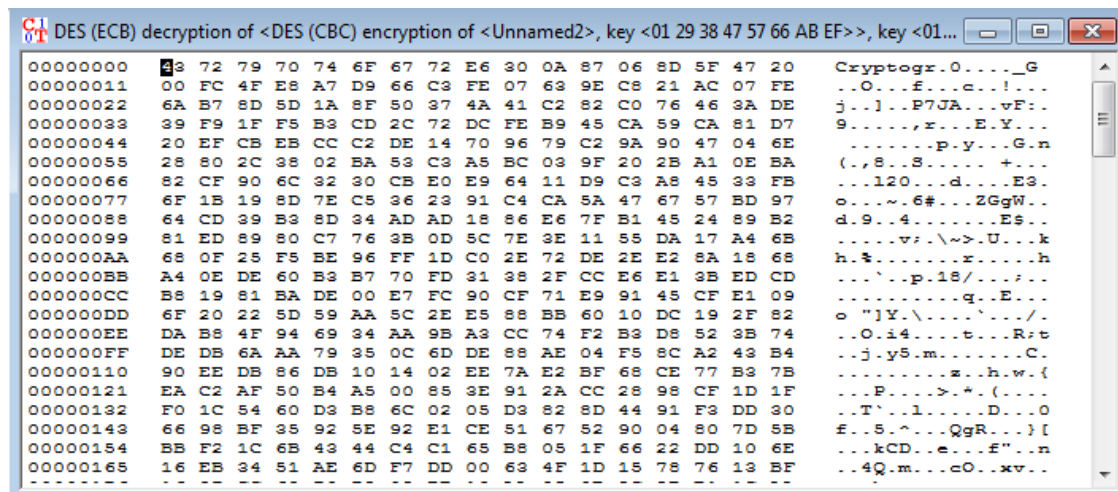 DES (ECB) decryption of <DES (CBC) encryption of <Unnamed2>, key <01 29 38 47 57 66 AB EF>>, key <01...
00000000 43 72 79 70 74 6F 67 72 E6 30 0A 87 06 8D 5F 47 20 Cryptogr.0...._G
00000011 00 FC 4F E8 A7 D9 66 C3 FE 07 63 9E C8 21 AC 07 FE ..O...f...c..!...
00000022 6A B7 8D 5D 1A 8F 50 37 4A 41 C2 82 C0 76 46 3A DE j..]..P7JA...vF:.
00000033 39 F9 1F F5 B3 CD 2C 72 DC FE B9 45 CA 59 CA 81 D7 9.....,r...E.Y...
00000044 20 EF CB EB CC C2 DE 14 70 96 79 C2 9A 90 47 04 6E .......p.y...G.n
00000055 28 80 2C 38 02 BA 53 C3 A5 BC 03 9F 20 2B A1 0E BA (.,8..S..... +...
00000066 82 CF 90 6C 32 30 CB E0 E9 64 11 D9 C3 A8 45 33 FB ...l20...d....E3.
00000077 6F 1B 19 8D 7E C5 36 23 91 C4 CA 5A 47 67 57 BD 97 o...~.6#...ZGgW..
00000088 64 CD 39 B3 8D 34 AD AD 18 86 E6 7F B1 45 24 89 B2 d.9..4.......E$..
00000099 81 ED 89 80 C7 76 3B 0D 5C 7E 3E 11 55 DA 17 A4 6B .....v;.\~>.U...k
000000AA 68 0F 25 F5 BE 96 FF 1D C0 2E 72 DE 2E E2 8A 18 68 h.%.......r.....h
000000BB A4 0E DE 60 B3 B7 70 FD 31 38 2F CC E6 E1 3B ED CD ...`..p.18/...;..
000000CC B8 19 81 BA DE 00 E7 FC 90 CF 71 E9 91 45 CF E1 09 ..........q..E...
000000DD 6F 20 22 5D 59 AA 5C 2E E5 88 BB 60 10 DC 19 2F 82 o "]Y.\....`.../.
000000EE DA B8 4F 94 69 34 AA 9B A3 CC 74 F2 B3 D8 52 3B 74 ..O.i4....t...R;t
000000FF DE DB 6A AA 79 35 0C 6D DE 88 AE 04 F5 8C A2 43 B4 ..j.y5.m.......C.
00000110 90 EE DB 86 DB 10 14 02 EE 7A E2 BF 68 CE 77 B3 7B .........z..h.w.{
00000121 EA C2 AF 50 B4 A5 00 85 3E 91 2A CC 28 98 CF 1D 1F ...P....>.*.(....
00000132 F0 1C 54 60 D3 B8 6C 02 05 D3 82 8D 44 91 F3 DD 30 ..T`..l.....D...0
00000143 66 98 BF 35 92 5E 92 E1 CE 51 67 52 90 04 80 7D 5B f..5.^...QgR...}[
00000154 BB F2 1C 6B 43 44 C4 C1 65 B8 05 1F 66 22 DD 10 6E ...kCD..e...f"..n
00000165 16 EB 34 51 AE 6D F7 DD 00 63 4F 1D 15 78 76 13 BF ..4Q.m...cO..xv..